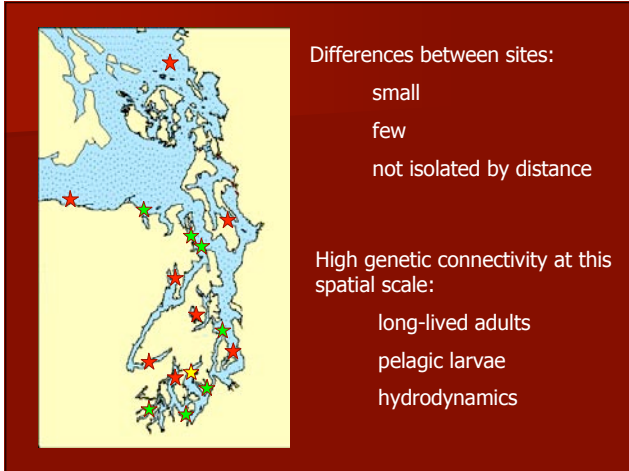 Differences between sites:
small
few
not isolated by distance
High genetic connectivity at this
spatial scale:
long-lived adults
pelagic larvae
hydrodynamics